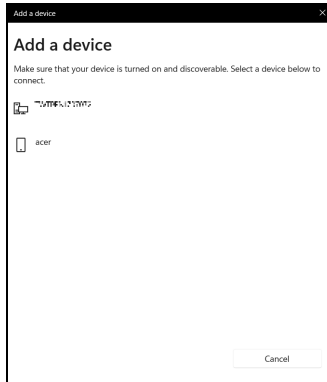 Add a device
Add a device
Make sure that your device is turned on and discoverable. Select a device below to
connect.
acer
Cancel